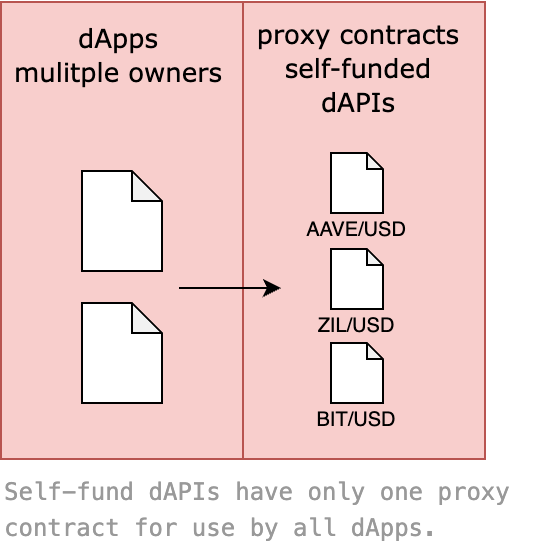 dApps
mulitple owners
proxy contracts
self-funded
dAPIs
AAVE/USD
ZIL/USD
BIT/USD
Self-fund dAPIs have only one proxy
contract for use by all dApps.